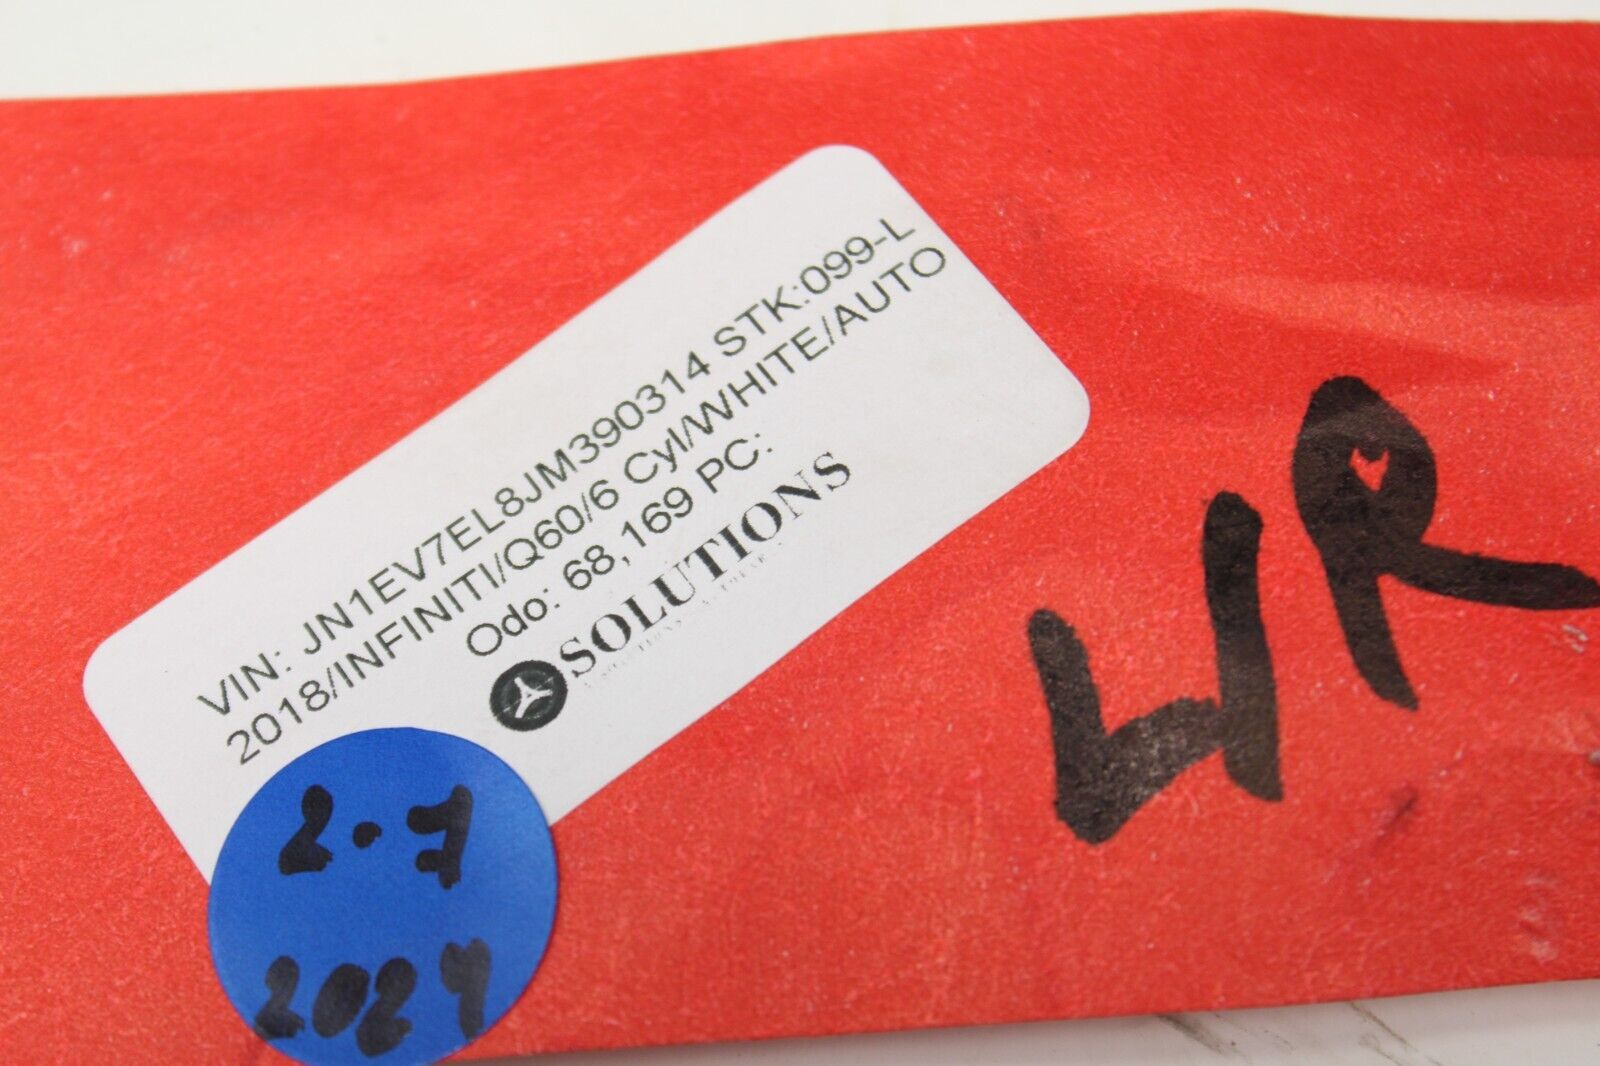 VIN: JN1EV7EL8JM390314 STK:099-L
2018/INFINITI/Q60/6 Cyl/WHITE/AUTO
Odo: 68,169 PC:
SOLUTIONS
2.7
2024
LIR